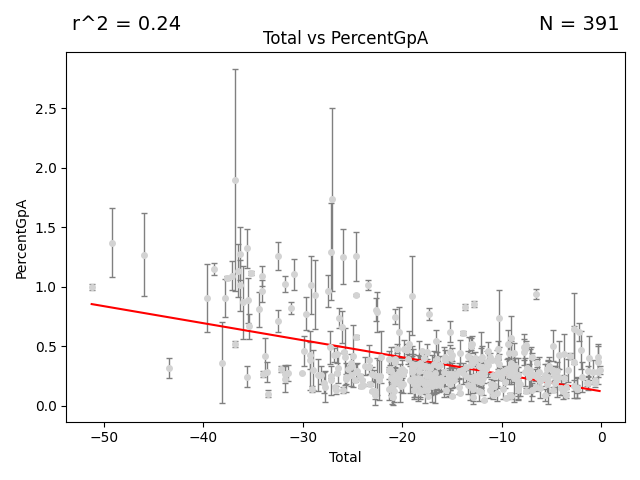 r^2 = 0.24
N = 391
Total vs PercentGpA
PercentGpA
2.5
2.0
1.5
1.0
0.5
0.0
−50
−40
−30
−20
−10
0
Total